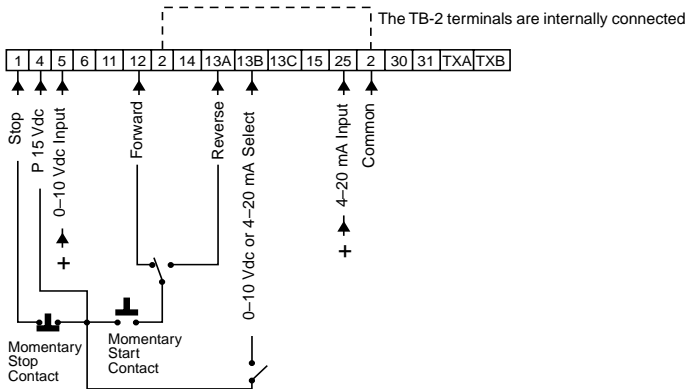 The TB-2 terminals are internally connected
1 4 5 6 11 12 2 14 13A 13B 13C 15 25 2 30 31 TXA TXB
Stop
P 15 Vdc
0–10 Vdc Input
+
Forward
Reverse
0–10 Vdc or 4–20 mA Select
4–20 mA Input
+
Common
Momentary
Stop
Contact
Momentary
Start
Contact